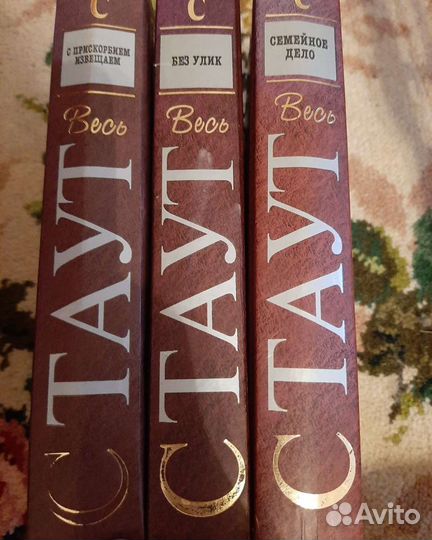 С
С ПРИСКОРБИЕМ
ИЗВЕЩАЕМ
Весь
СТАУТ
С
БЕЗ УЛИК
Весь
СТАУТ
С
СЕМЕЙНОЕ
ДЕЛО
Весь
СТАУТ
Avito